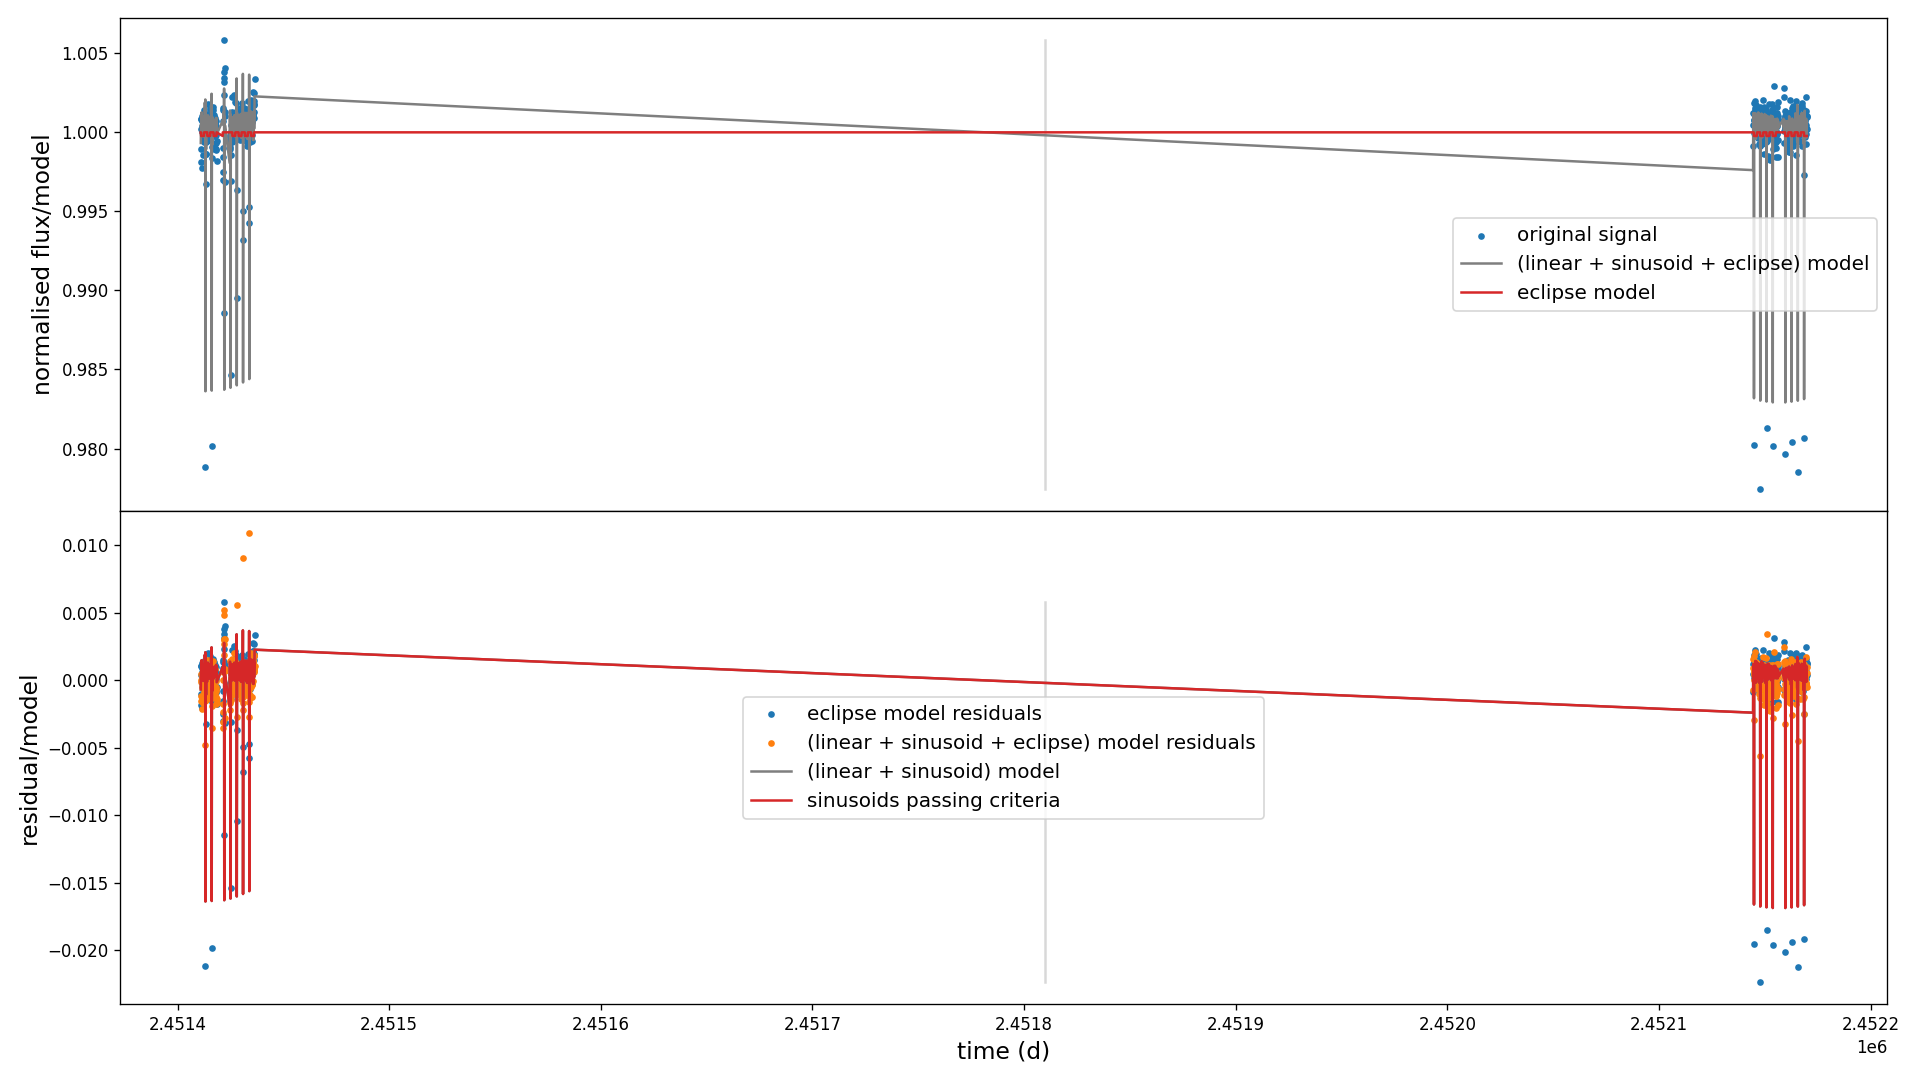 1.005
1.000
0.995
0.990
0.985
0.980
normalised flux/model
original signal
(linear + sinusoid + eclipse) model
eclipse model
0.010
0.005
0.000
−0.005
−0.010
−0.015
−0.020
residual/model
eclipse model residuals
(linear + sinusoid + eclipse) model residuals
(linear + sinusoid) model
sinusoids passing criteria
2.4514 2.4515 2.4516 2.4517 2.4518 2.4519 2.4520 2.4521 2.4522
1e6
time (d)